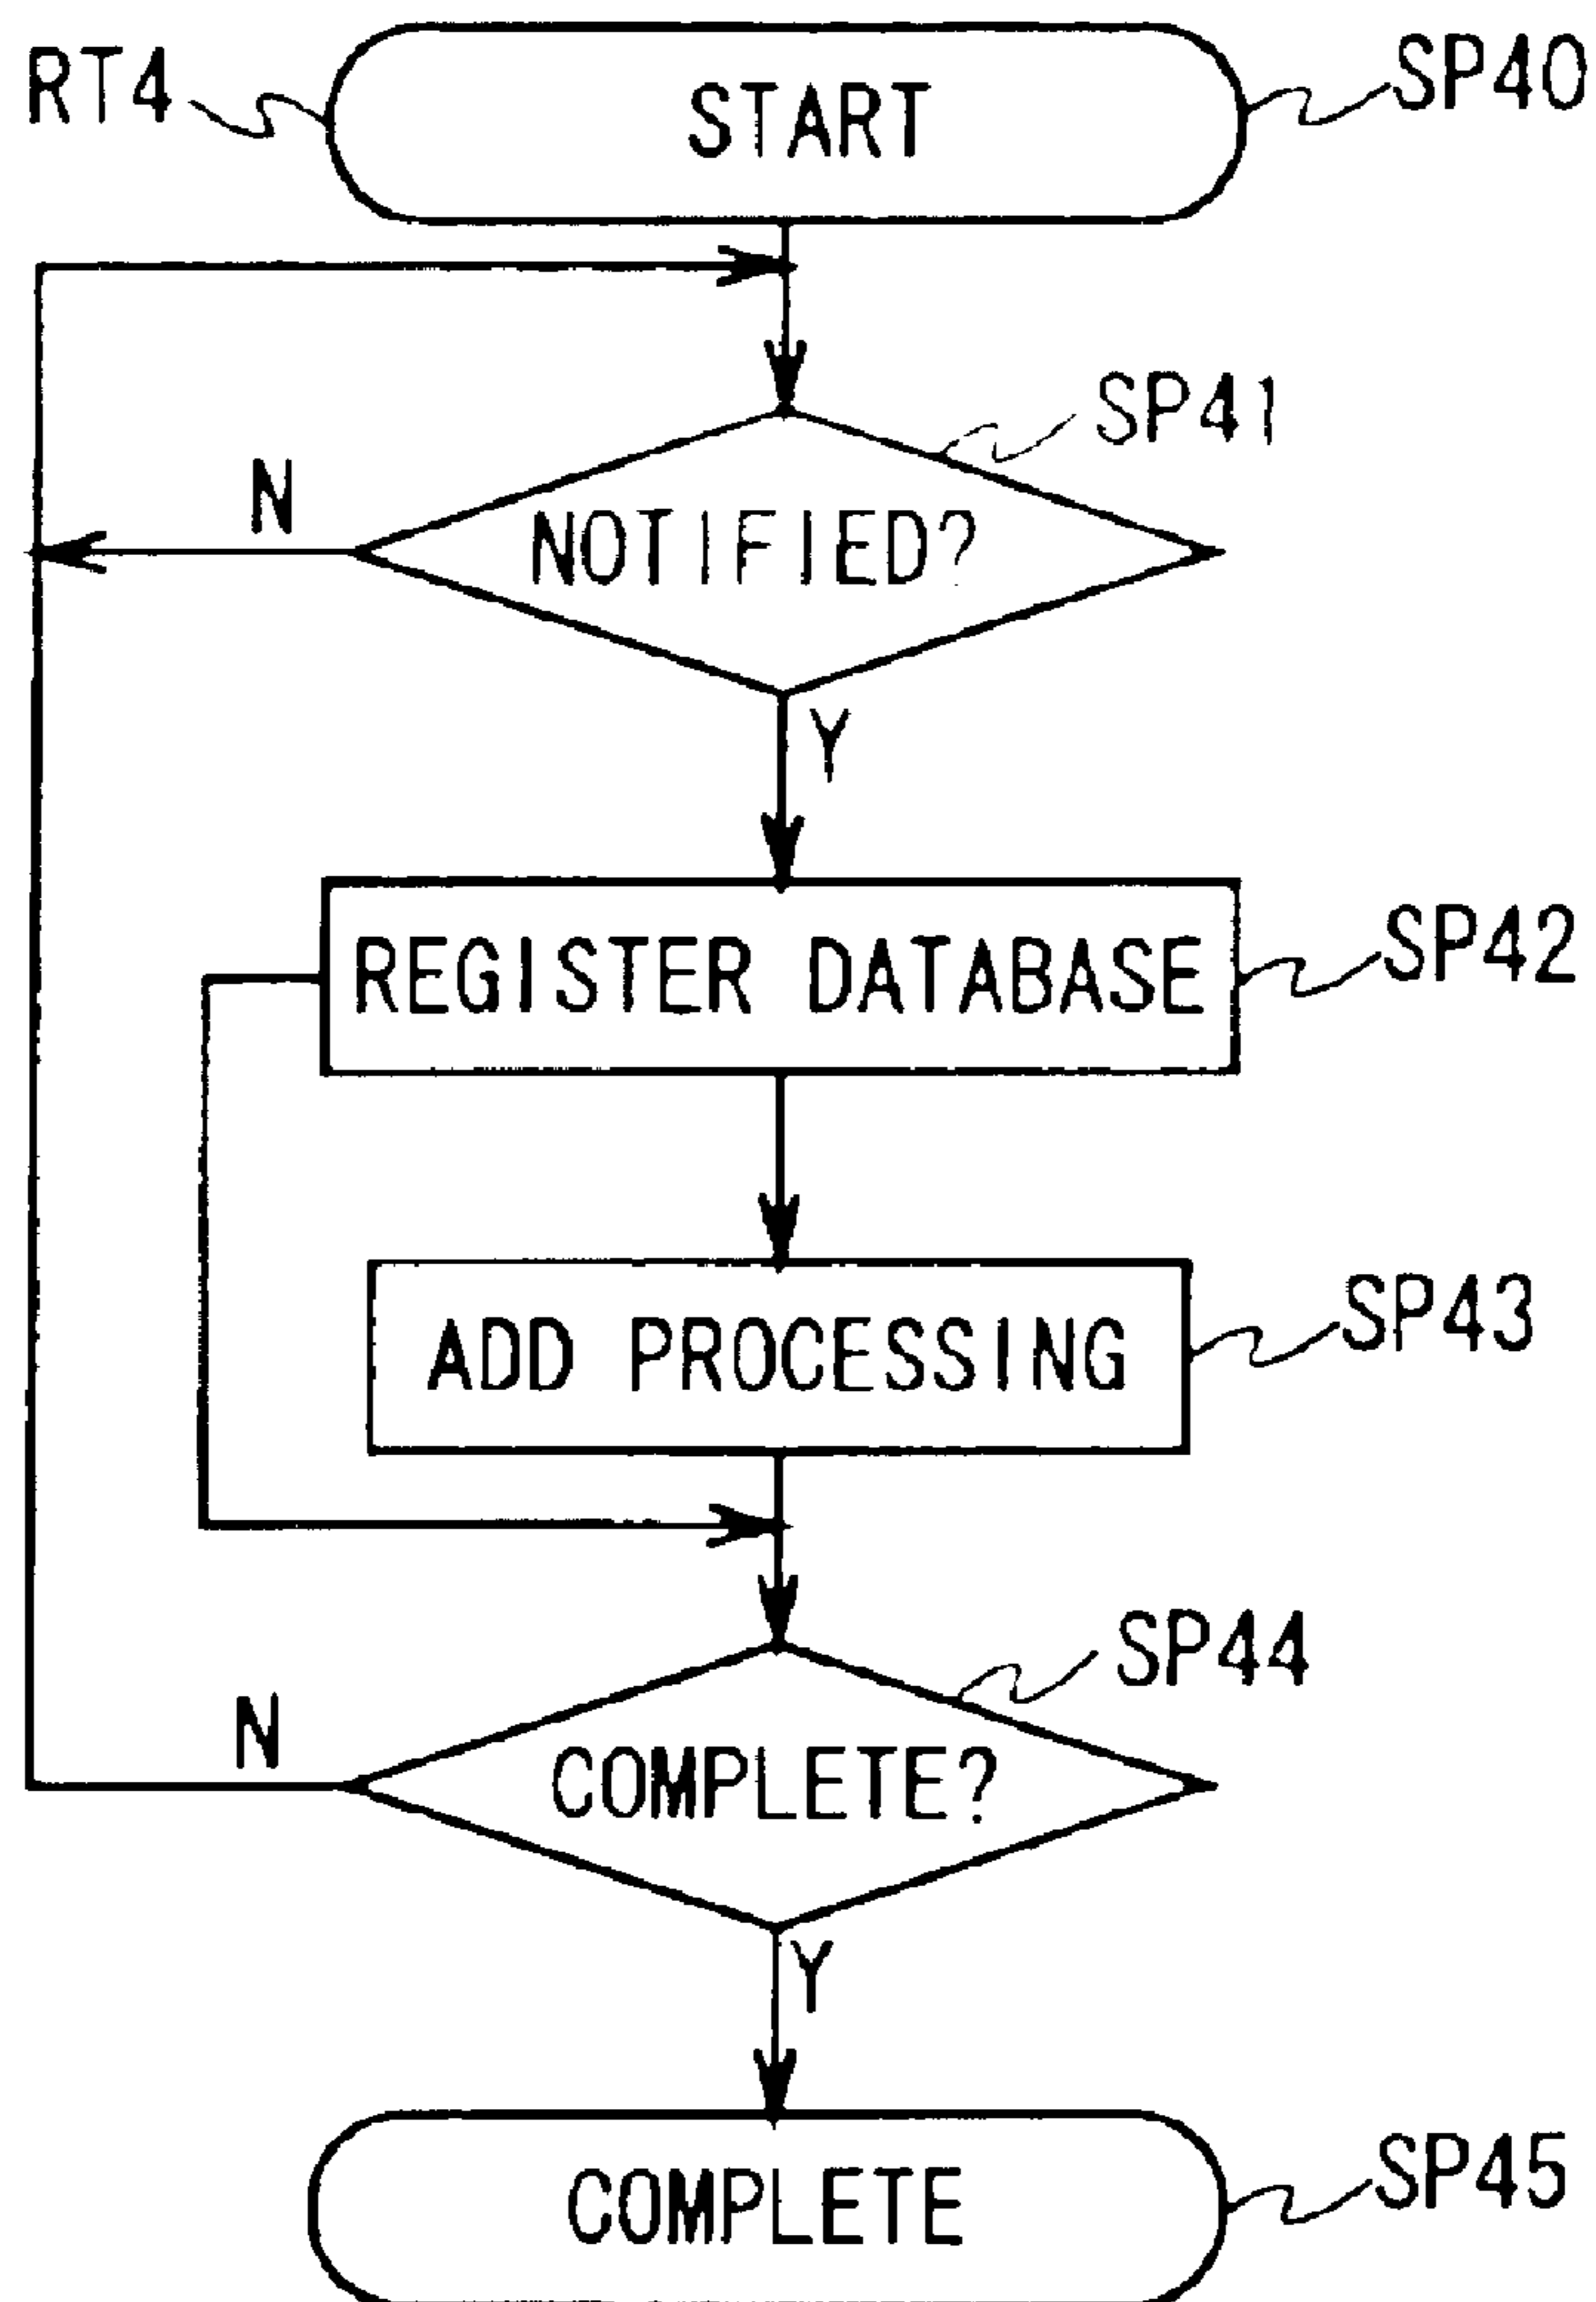 RT4
START
SP40
SP41
N
NOTIFIED?
Y
REGISTER DATABASE
SP42
ADD PROCESSING
SP43
SP44
N
COMPLETE?
Y
COMPLETE
SP45